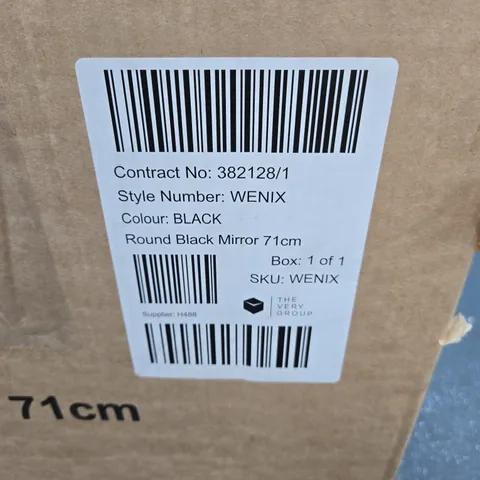 Contract No: 382128/1
Style Number: WENIX
Colour: BLACK
Round Black Mirror 71cm
Box: 1 of 1
SKU: WENIX
Supplier: H488
THE
VERY
GROUP
71cm